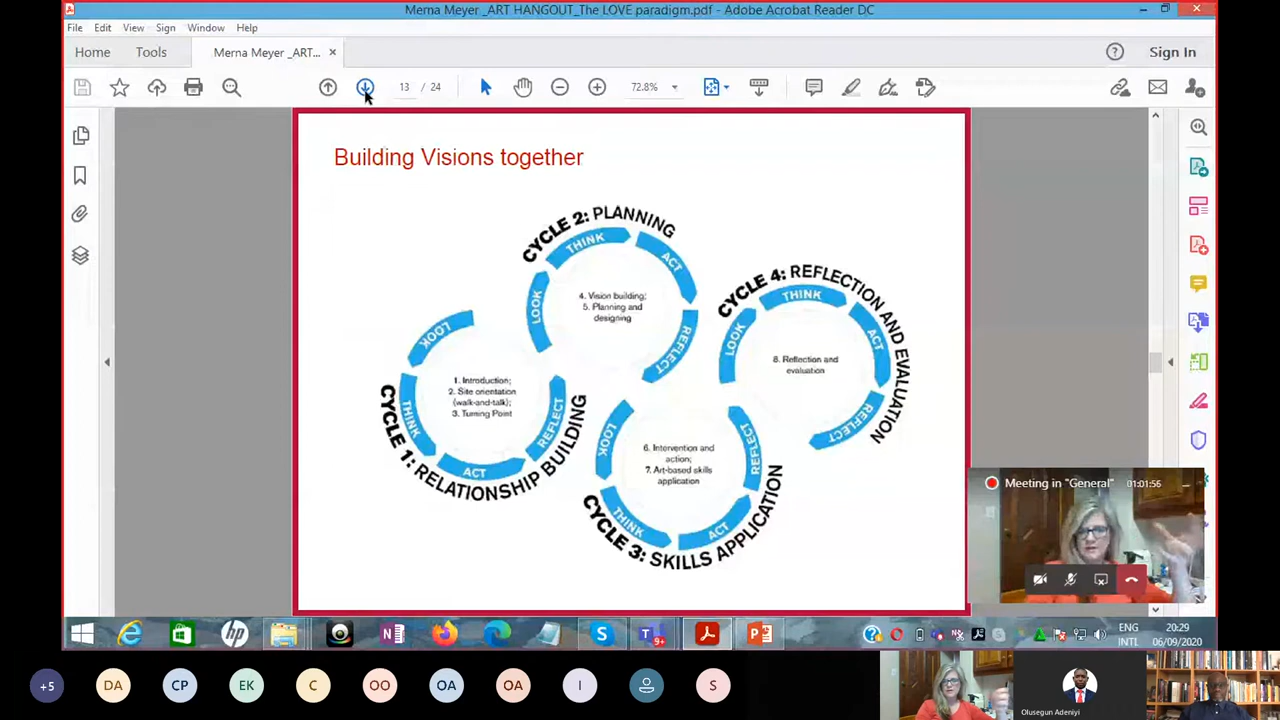 Merna Meyer _ART HANGOUT_The LOVE paradigm.pdf - Adobe Acrobat Reader DC
File Edit View Sign Window Help
Home Tools Merna Meyer _ART... × Sign In
13 / 24 72.8%
Building Visions together
CYCLE 2: PLANNING
LOOK THINK ACT REFLECT
4. Vision building;
5. Planning and
designing
CYCLE 4: REFLECTION AND EVALUATION
LOOK THINK ACT REFLECT
8. Reflection and
evaluation
CYCLE 1: RELATIONSHIP BUILDING
LOOK THINK ACT REFLECT
1. Introduction;
2. Site orientation
(walk-and-talk);
3. Turning Point
CYCLE 3: SKILLS APPLICATION
LOOK THINK ACT REFLECT
6. Intervention and
action;
7. Art-based skills
application
Meeting in "General" 01:01:56
ENG 20:29
INTL 06/09/2020
+5 DA CP EK C OO OA OA I S
Olusegun Adeniyi